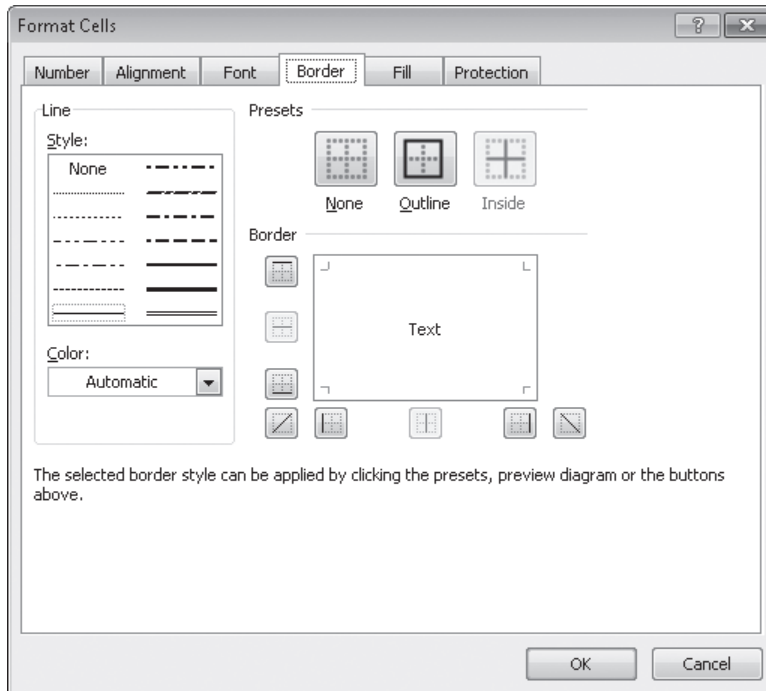 Format Cells
Number Alignment Font Border Fill Protection
Line
Style:
None
Color:
Automatic
Presets
None Outline Inside
Border
Text
The selected border style can be applied by clicking the presets, preview diagram or the buttons
above.
OK Cancel